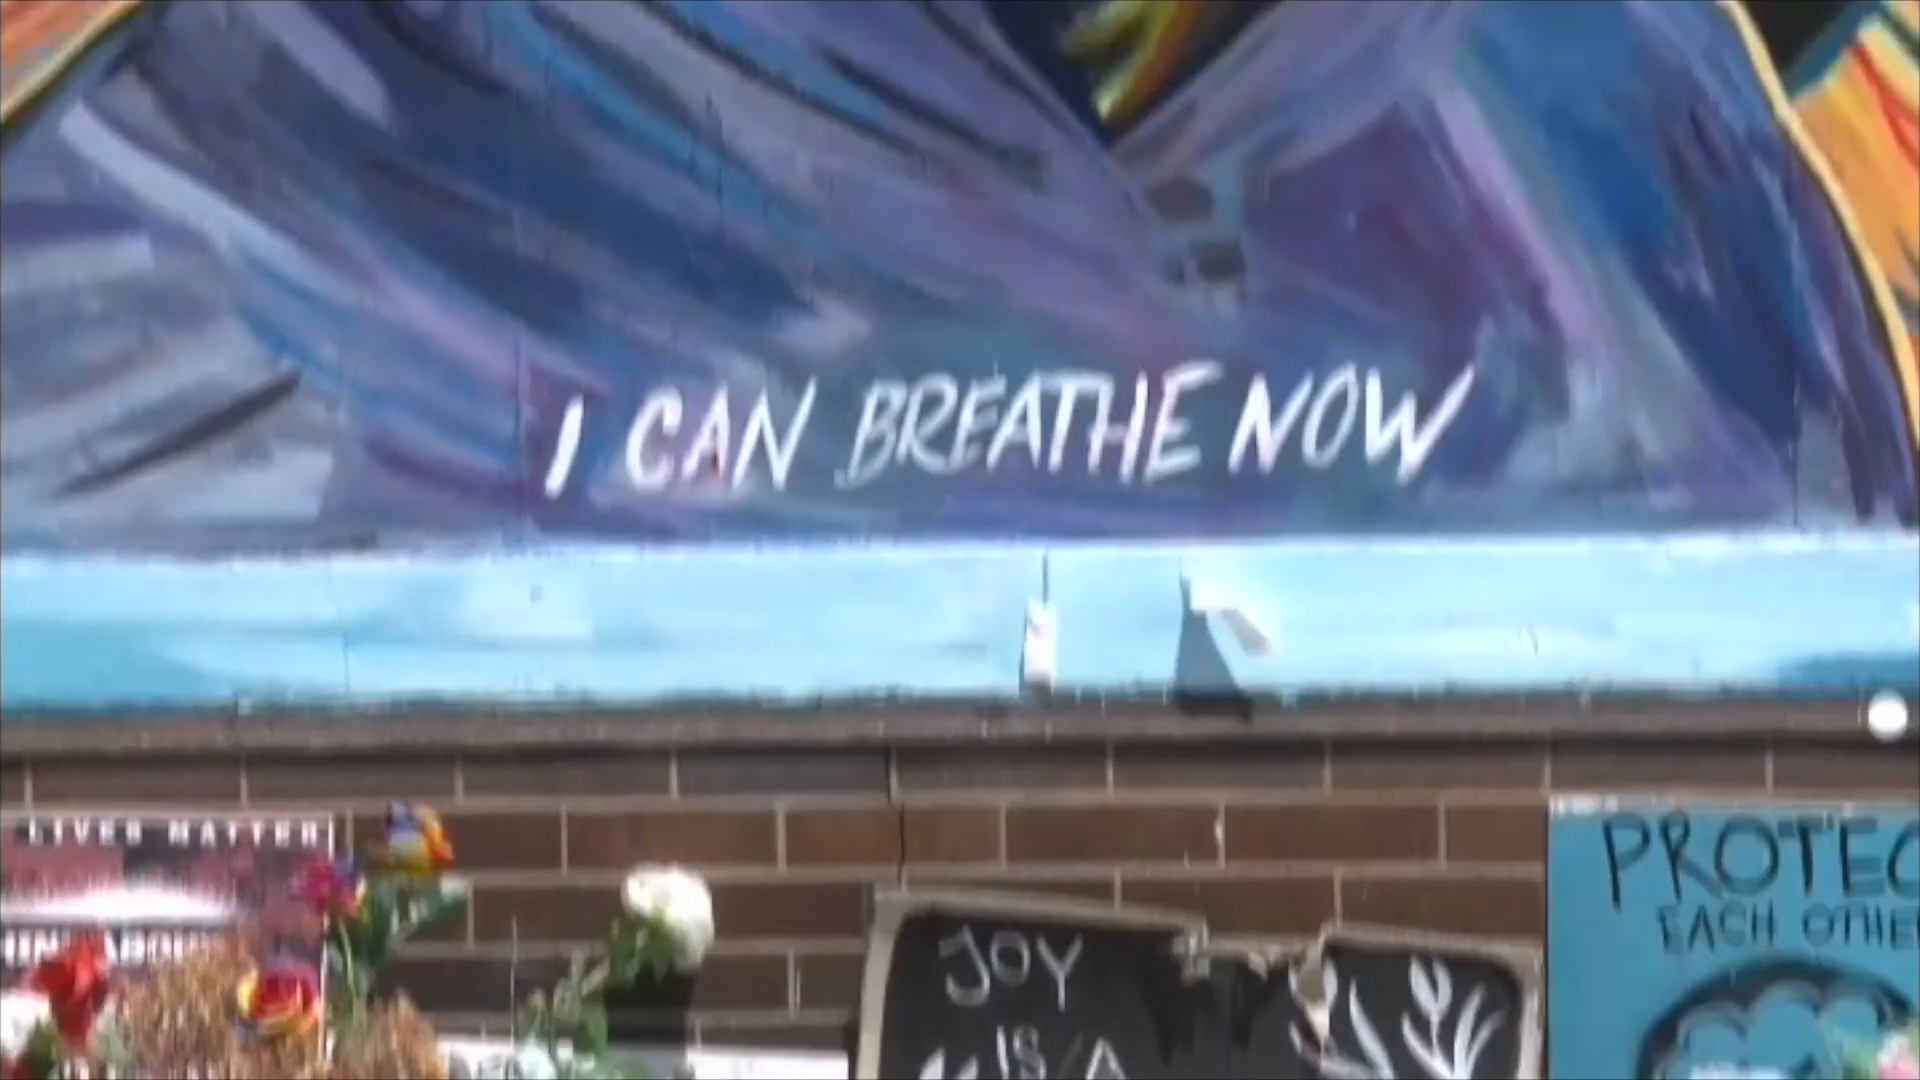 I CAN BREATHE NOW
LIVES MATTER
JOY
IS A
PROTEC
EACH OTHE